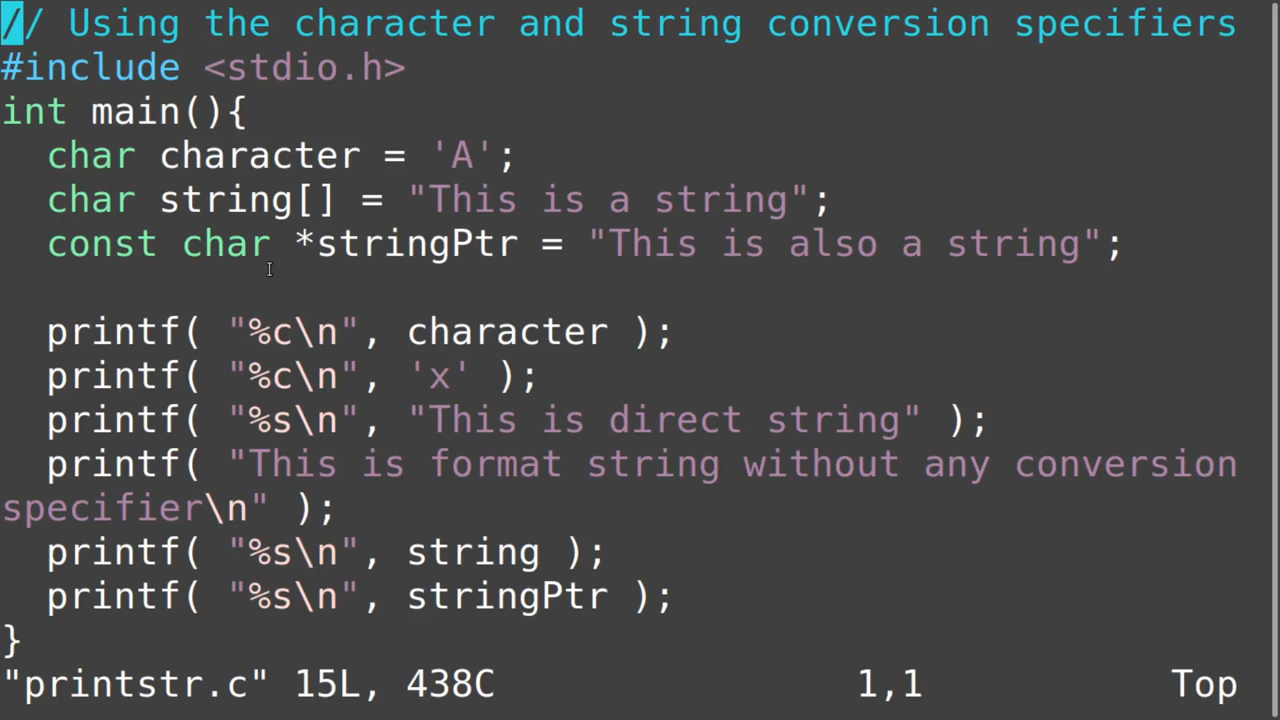 // Using the character and string conversion specifiers
#include <stdio.h>
int main(){
  char character = 'A';
  char string[] = "This is a string";
  const char *stringPtr = "This is also a string";

  printf( "%c\n", character );
  printf( "%c\n", 'x' );
  printf( "%s\n", "This is direct string" );
  printf( "This is format string without any conversion
specifier\n" );
  printf( "%s\n", string );
  printf( "%s\n", stringPtr );
}
"printstr.c" 15L, 438C 1,1 Top